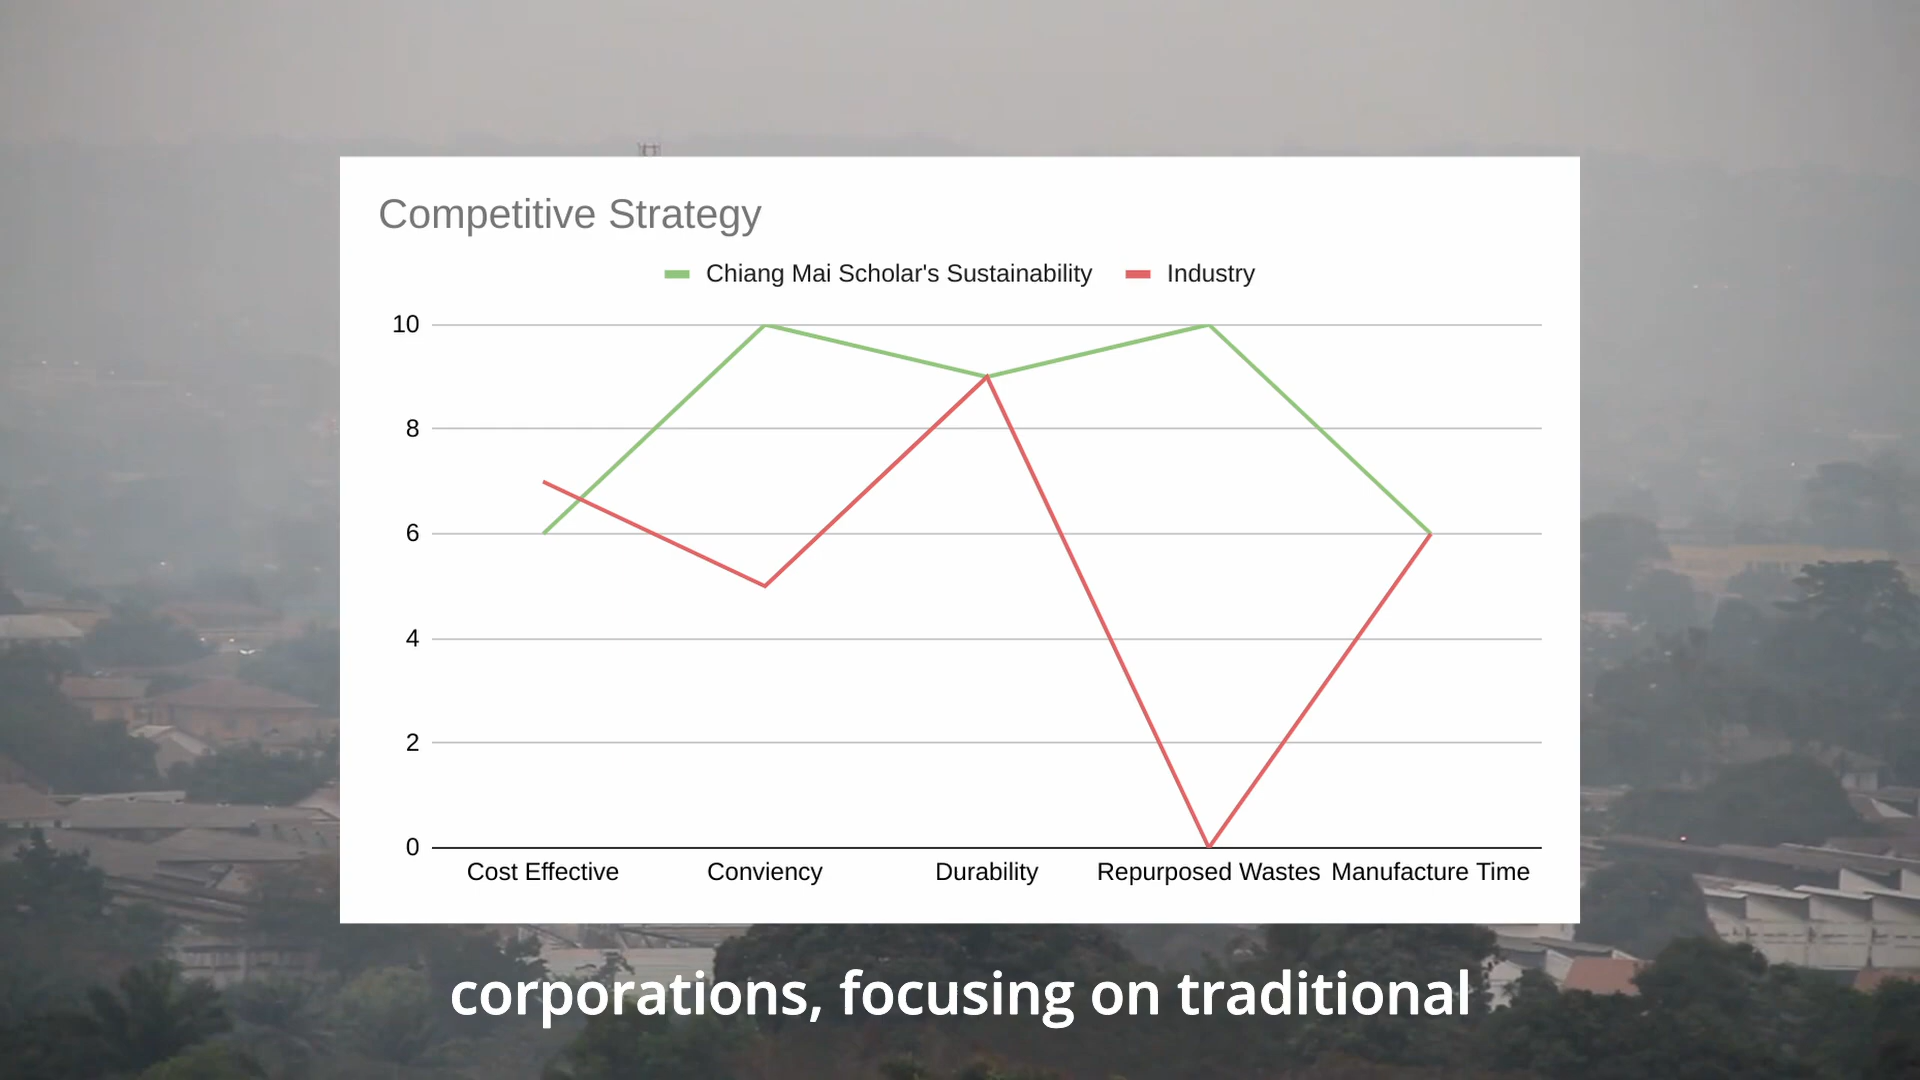 Competitive Strategy
Chiang Mai Scholar's Sustainability Industry
10
8
6
4
2
0
Cost Effective Conviency Durability Repurposed Wastes Manufacture Time
corporations, focusing on traditional